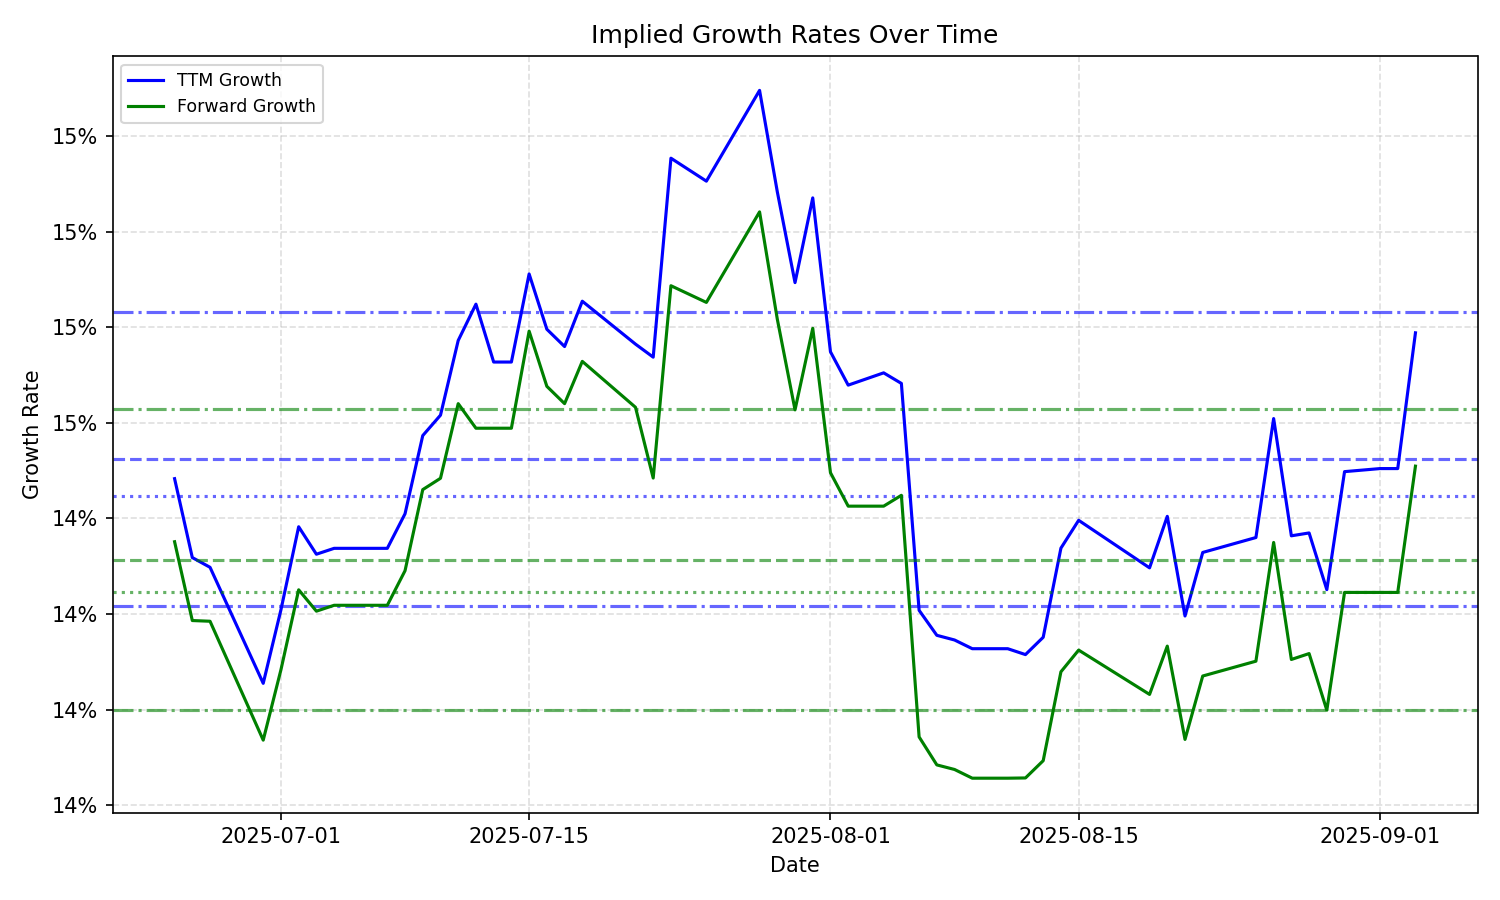 Implied Growth Rates Over Time
TTM Growth
Forward Growth
15%
15%
15%
15%
14%
14%
14%
14%
Growth Rate
2025-07-01
2025-07-15
2025-08-01
2025-08-15
2025-09-01
Date